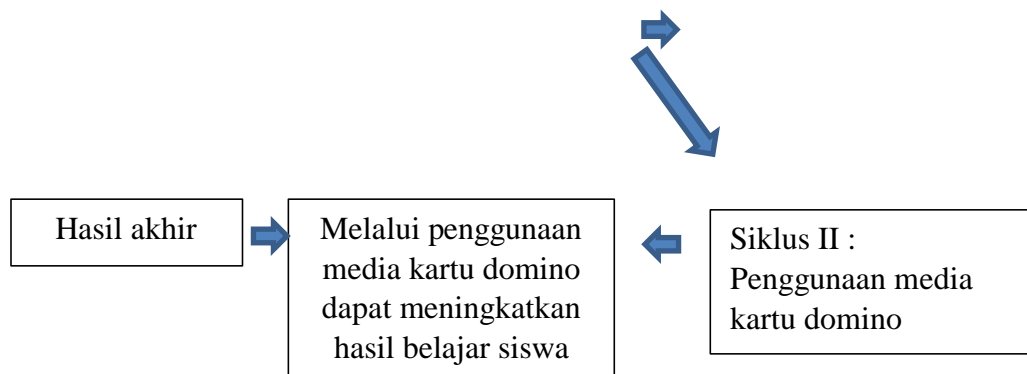 Hasil akhir
Melalui penggunaan
media kartu domino
dapat meningkatkan
hasil belajar siswa
Siklus II :
Penggunaan media
kartu domino